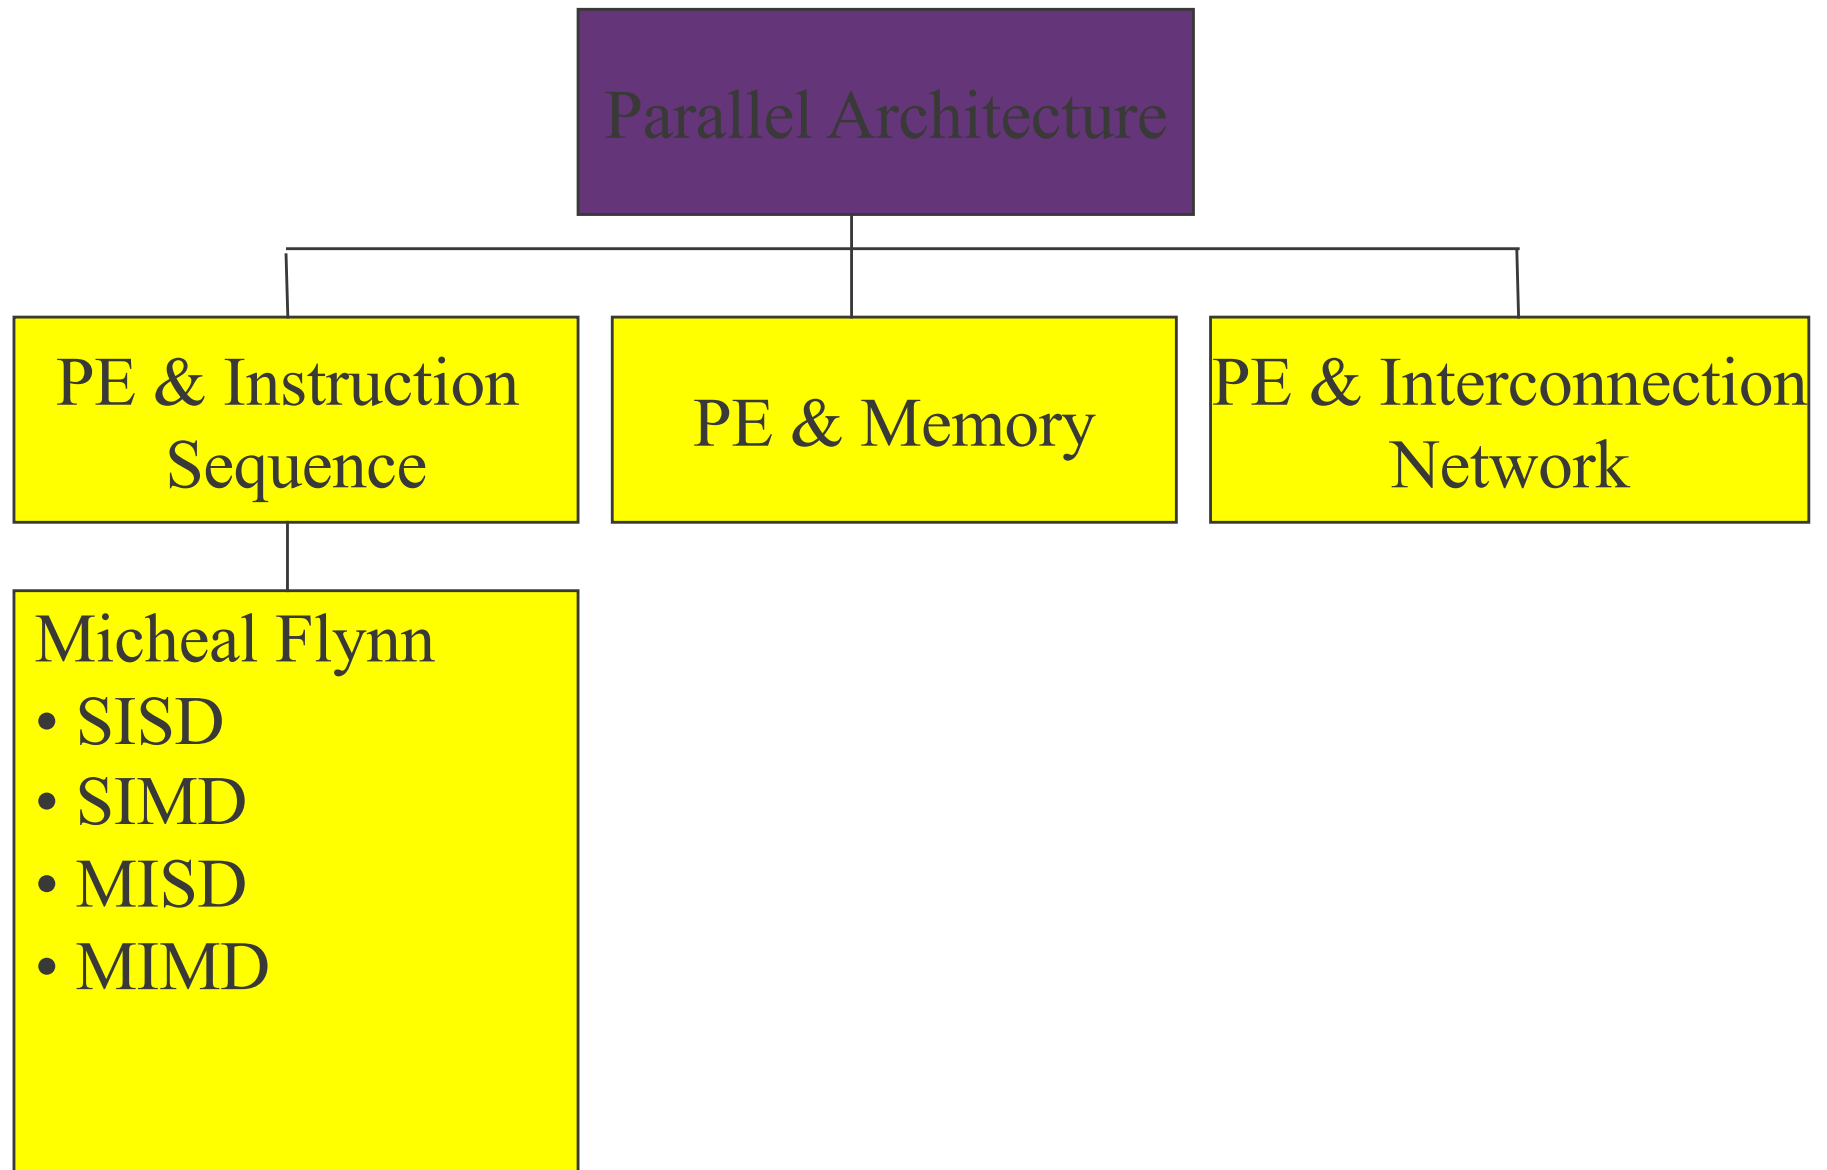 Parallel Architecture
PE & Instruction
Sequence
PE & Memory
PE & Interconnection
Network
Micheal Flynn
• SISD
• SIMD
• MISD
• MIMD